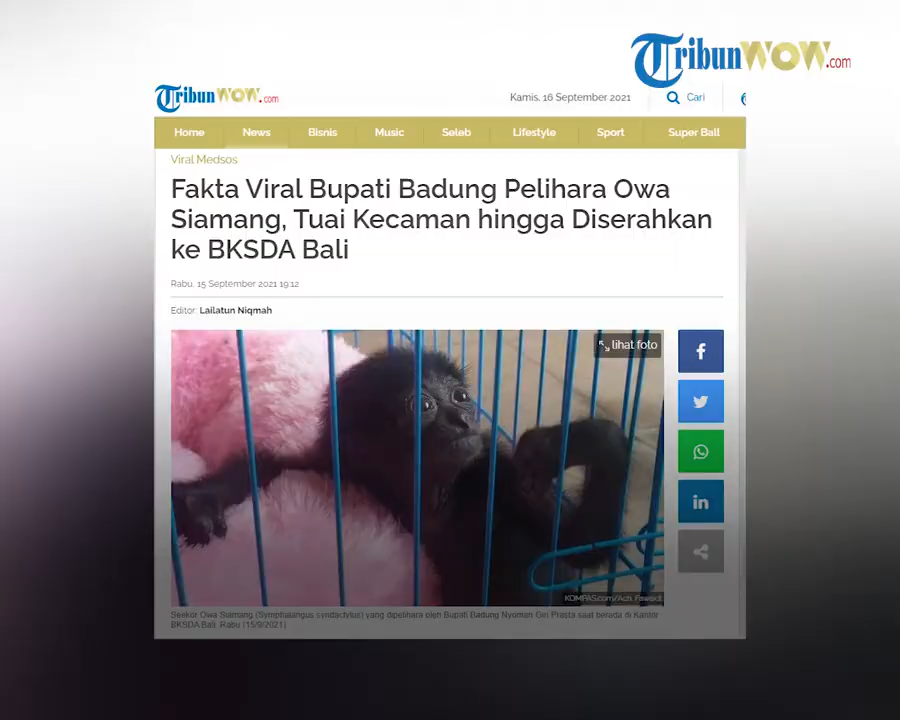 TribunWOW.com
TribunWOW.com
Kamis, 16 September 2021
Cari
Home News Bisnis Music Seleb Lifestyle Sport Super Ball
Viral Medsos
Fakta Viral Bupati Badung Pelihara Owa
Siamang, Tuai Kecaman hingga Diserahkan
ke BKSDA Bali
Rabu, 15 September 2021 19:12
Editor: Lailatun Niqmah
lihat foto
KOMPAS.com/Ach. Fawaidi
Seekor Owa Siamang (Symphalangus syndactylus) yang dipelihara oleh Bupati Badung Nyoman Giri Prasta saat berada di Kantor
BKSDA Bali. Rabu (15/9/2021)